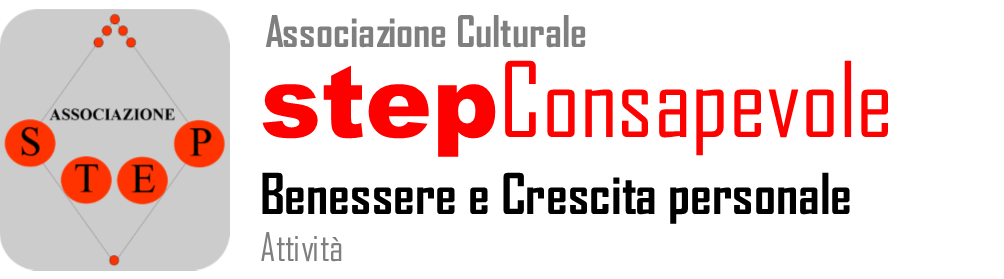 ASSOCIAZIONE
S T E P
Associazione Culturale
stepConsapevole
Benessere e Crescita personale
Attività